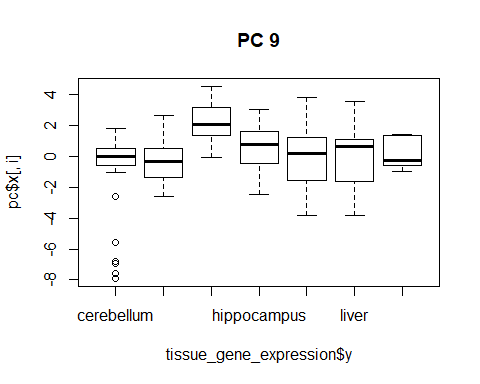 PC 9
pc$x[, i]
4
2
0
-2
-4
-6
-8
cerebellum hippocampus liver
tissue_gene_expression$y